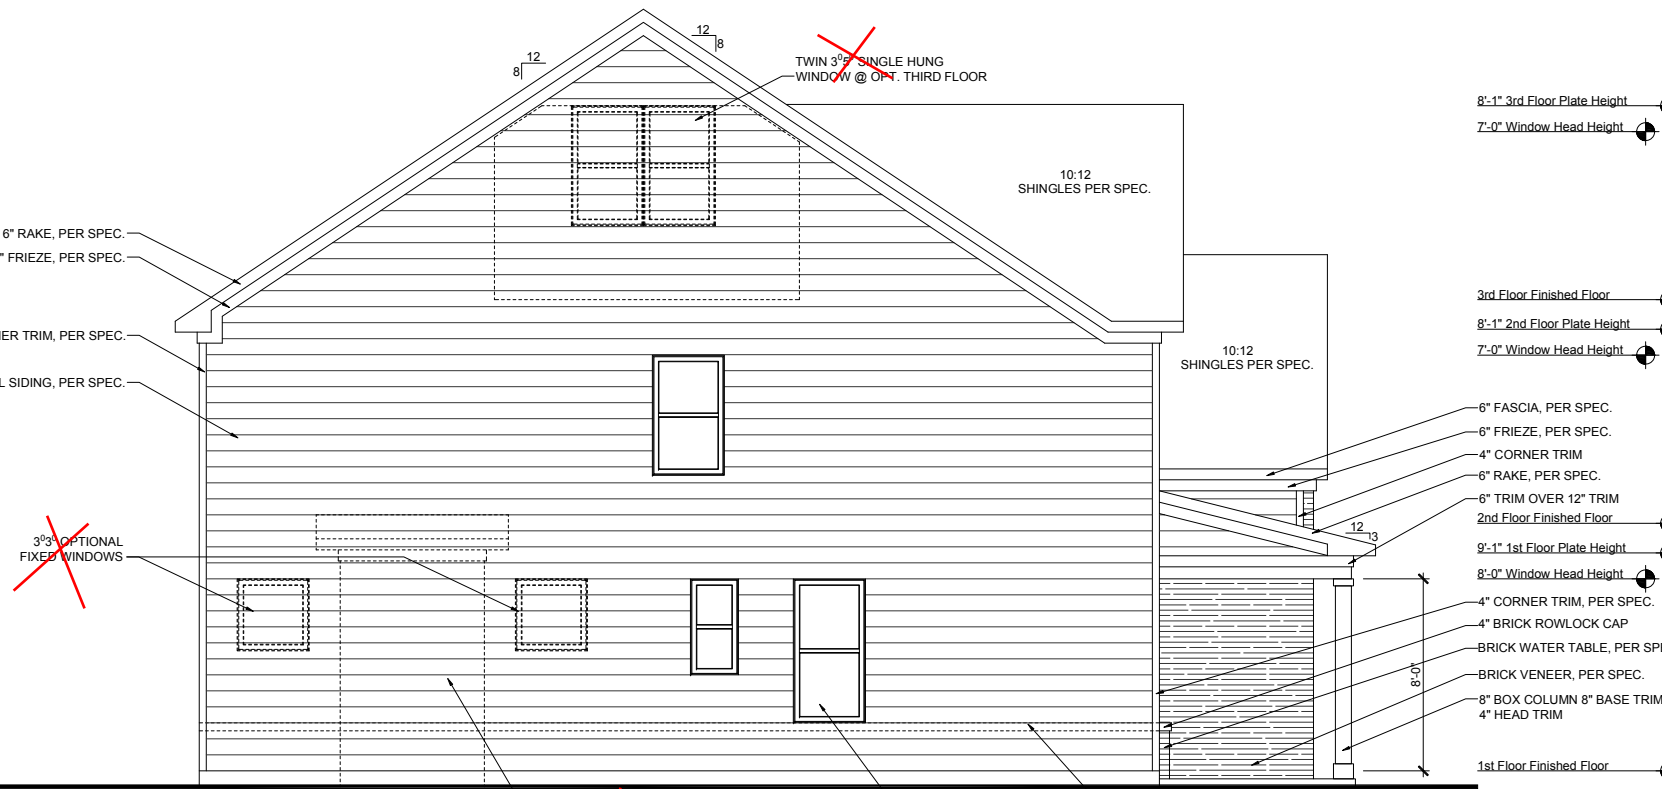 12
8
12
8
TWIN 3⁰5⁰ SINGLE HUNG
WINDOW @ OPT. THIRD FLOOR
8'-1" 3rd Floor Plate Height
7'-0" Window Head Height
10:12
SHINGLES PER SPEC.
6" RAKE, PER SPEC.
" FRIEZE, PER SPEC.
3rd Floor Finished Floor
8'-1" 2nd Floor Plate Height
7'-0" Window Head Height
TRIM, PER SPEC.
SIDING, PER SPEC.
10:12
SHINGLES PER SPEC.
6" FASCIA, PER SPEC.
6" FRIEZE, PER SPEC.
4" CORNER TRIM
6" RAKE, PER SPEC.
6" TRIM OVER 12" TRIM
2nd Floor Finished Floor
12
3
9'-1" 1st Floor Plate Height
8'-0" Window Head Height
3⁰3⁰ OPTIONAL
FIXED WINDOWS
4" CORNER TRIM, PER SPEC.
4" BRICK ROWLOCK CAP
BRICK WATER TABLE, PER
BRICK VENEER, PER SPEC.
8'-0"
8" BOX COLUMN 8" BASE TRIM
4" HEAD TRIM
1st Floor Finished Floor